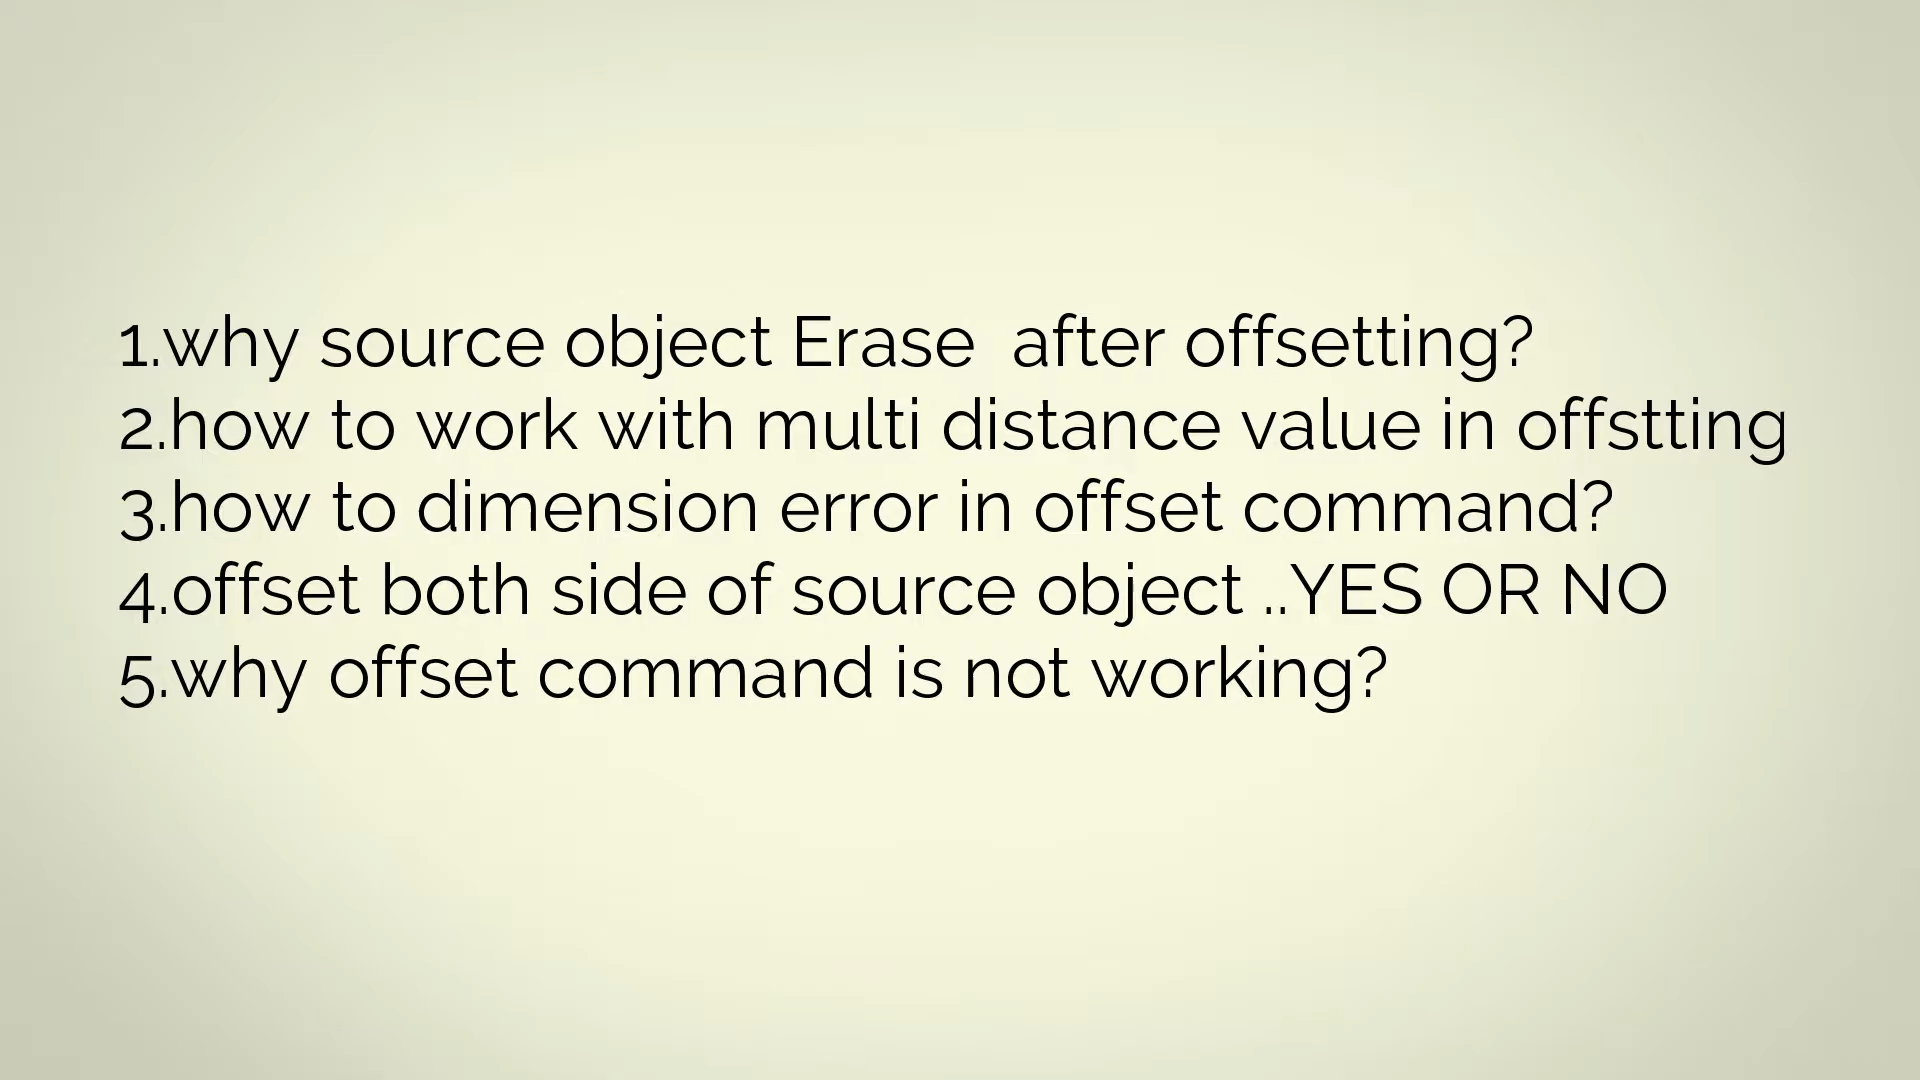 1.why source object Erase  after offsetting?
2.how to work with multi distance value in offstting
3.how to dimension error in offset command?
4.offset both side of source object ..YES OR NO
5.why offset command is not working?